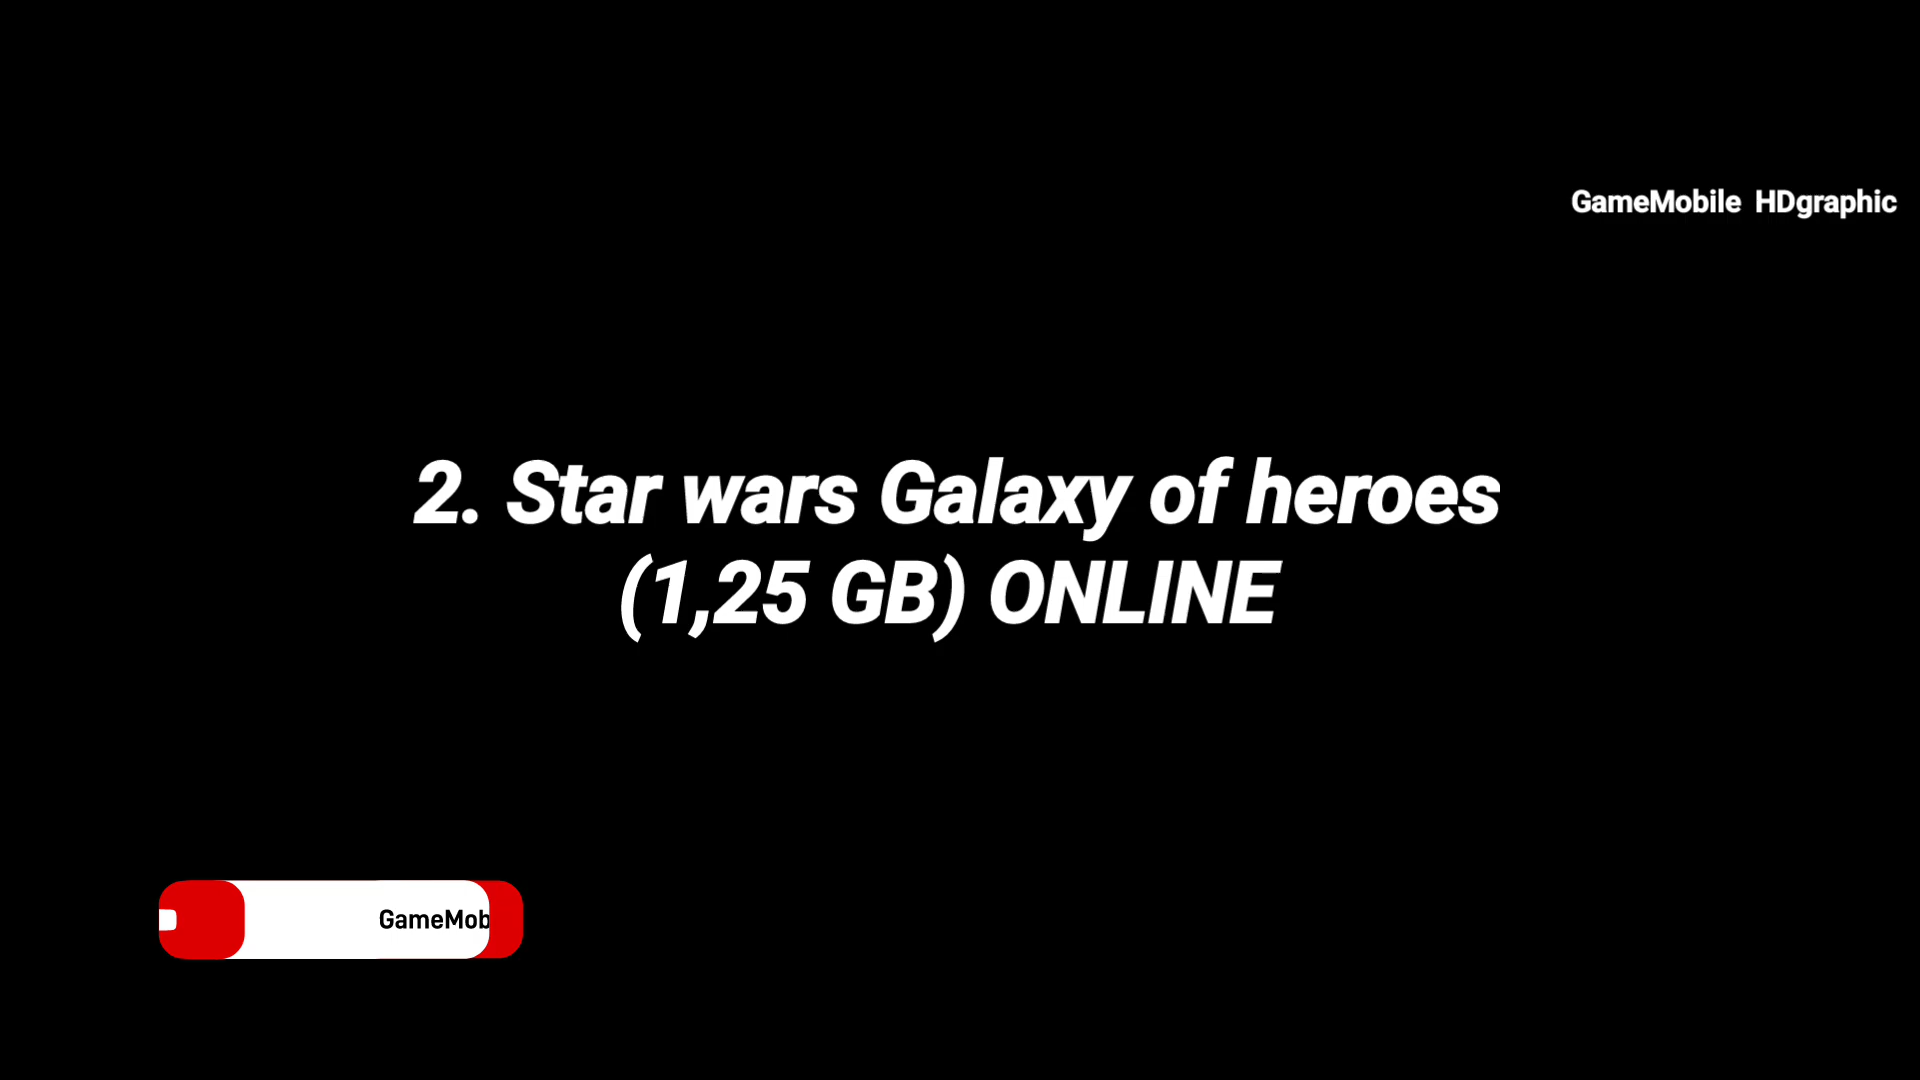 GameMobile HDgraphic
2. Star wars Galaxy of heroes
(1,25 GB) ONLINE
GameMob